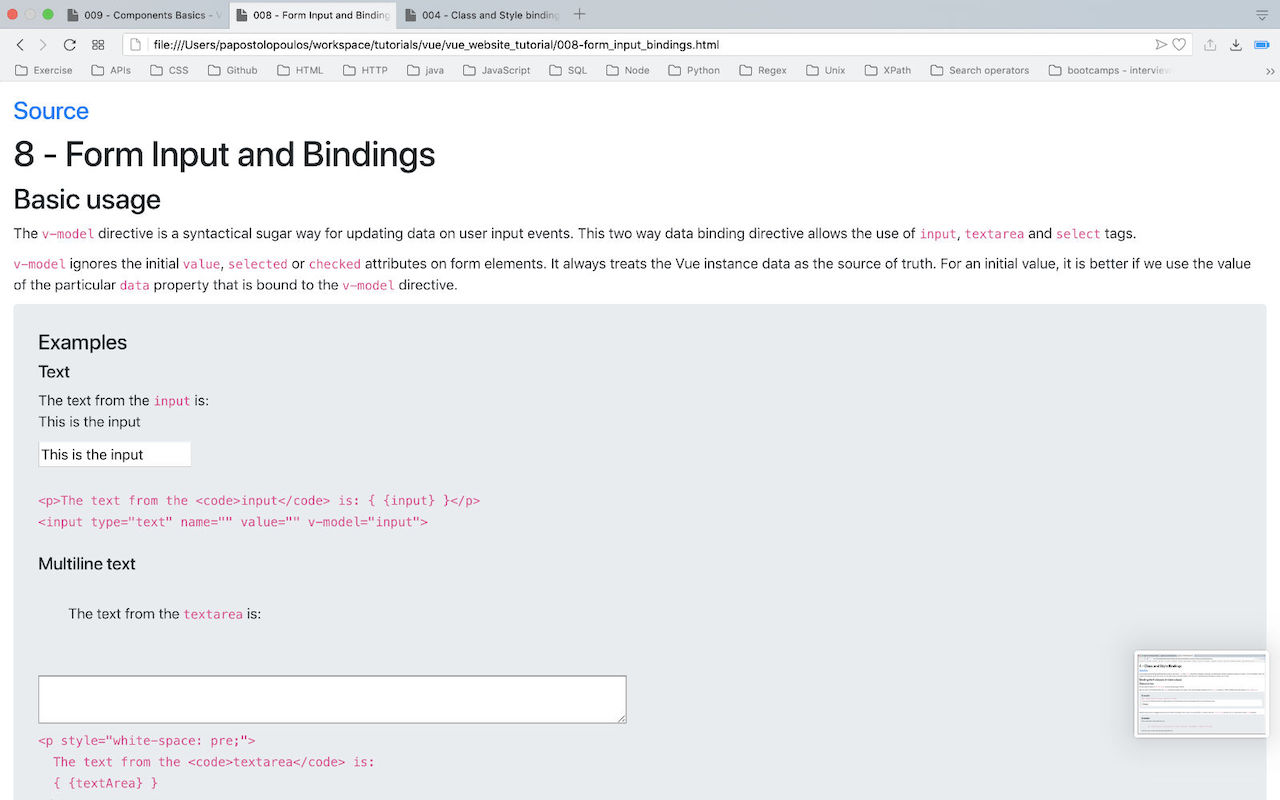 009 - Components Basics - V
008 - Form Input and Binding
004 - Class and Style binding
file:///Users/papostolopoulos/workspace/tutorials/vue/vue_website_tutorial/008-form_input_bindings.html
Exercise APIs CSS Github HTML HTTP java JavaScript SQL Node Python Regex Unix XPath Search operators bootcamps - interview
Source
8 - Form Input and Bindings
Basic usage
The v-model directive is a syntactical sugar way for updating data on user input events. This two way data binding directive allows the use of input, textarea and select tags.
v-model ignores the initial value, selected or checked attributes on form elements. It always treats the Vue instance data as the source of truth. For an initial value, it is better if we use the value
of the particular data property that is bound to the v-model directive.
Examples
Text
The text from the input is:
This is the input
This is the input
<p>The text from the <code>input</code> is: { {input} }</p>
<input type="text" name="" value="" v-model="input">
Multiline text
The text from the textarea is:
<p style="white-space: pre;">
The text from the <code>textarea</code> is:
{ {textArea} }